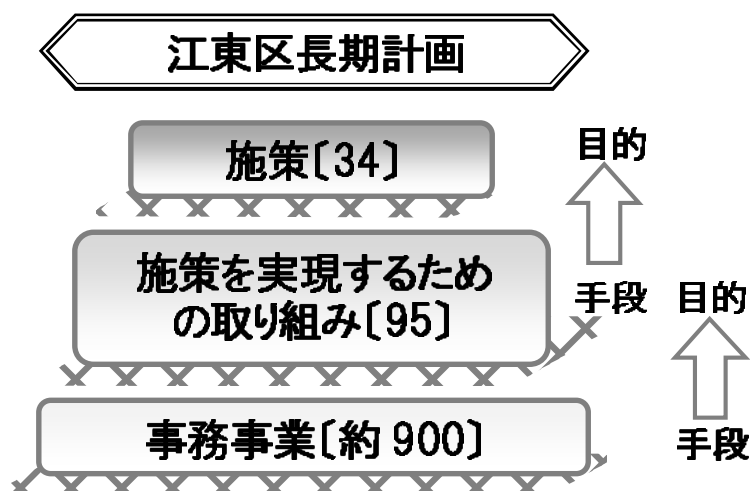 江東区長期計画
施策〔34〕
目的
施策を実現するため
の取り組み〔95〕
手段
目的
事務事業〔約 900〕
手段